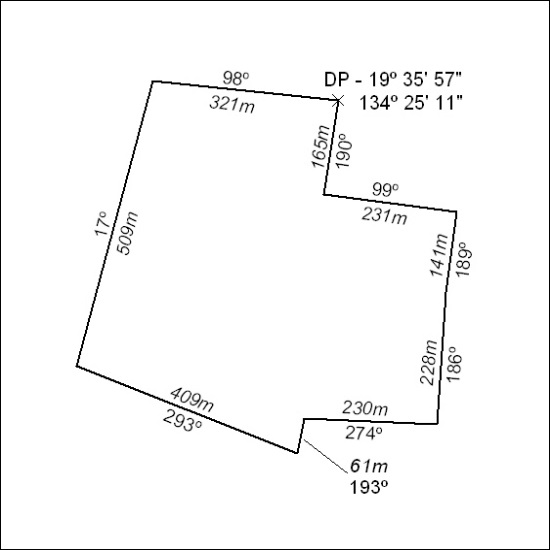 98º
321m
DP - 19º 35' 57"
134º 25' 11"
165m
190º
99º
231m
141m
189º
17º
509m
228m
186º
409m
293º
230m
274º
61m
193º